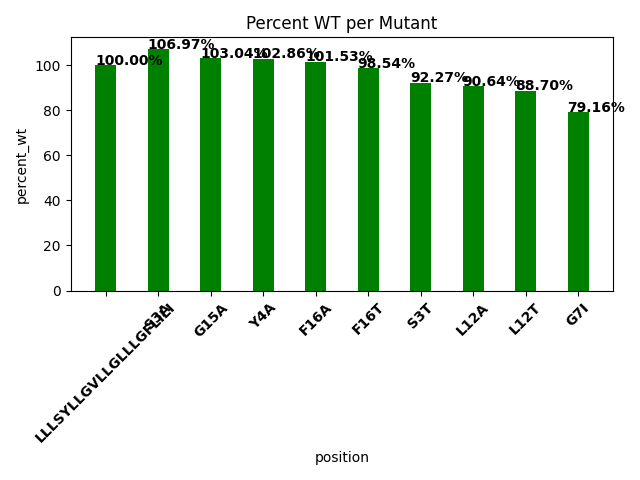 Percent WT per Mutant
100.00%
106.97%
103.04%
102.86%
101.53%
98.54%
92.27%
90.64%
88.70%
79.16%
percent_wt
100
80
60
40
20
0
S3A
G15A
Y4A
F16A
F16T
S3T
L12A
L12T
G7I
position